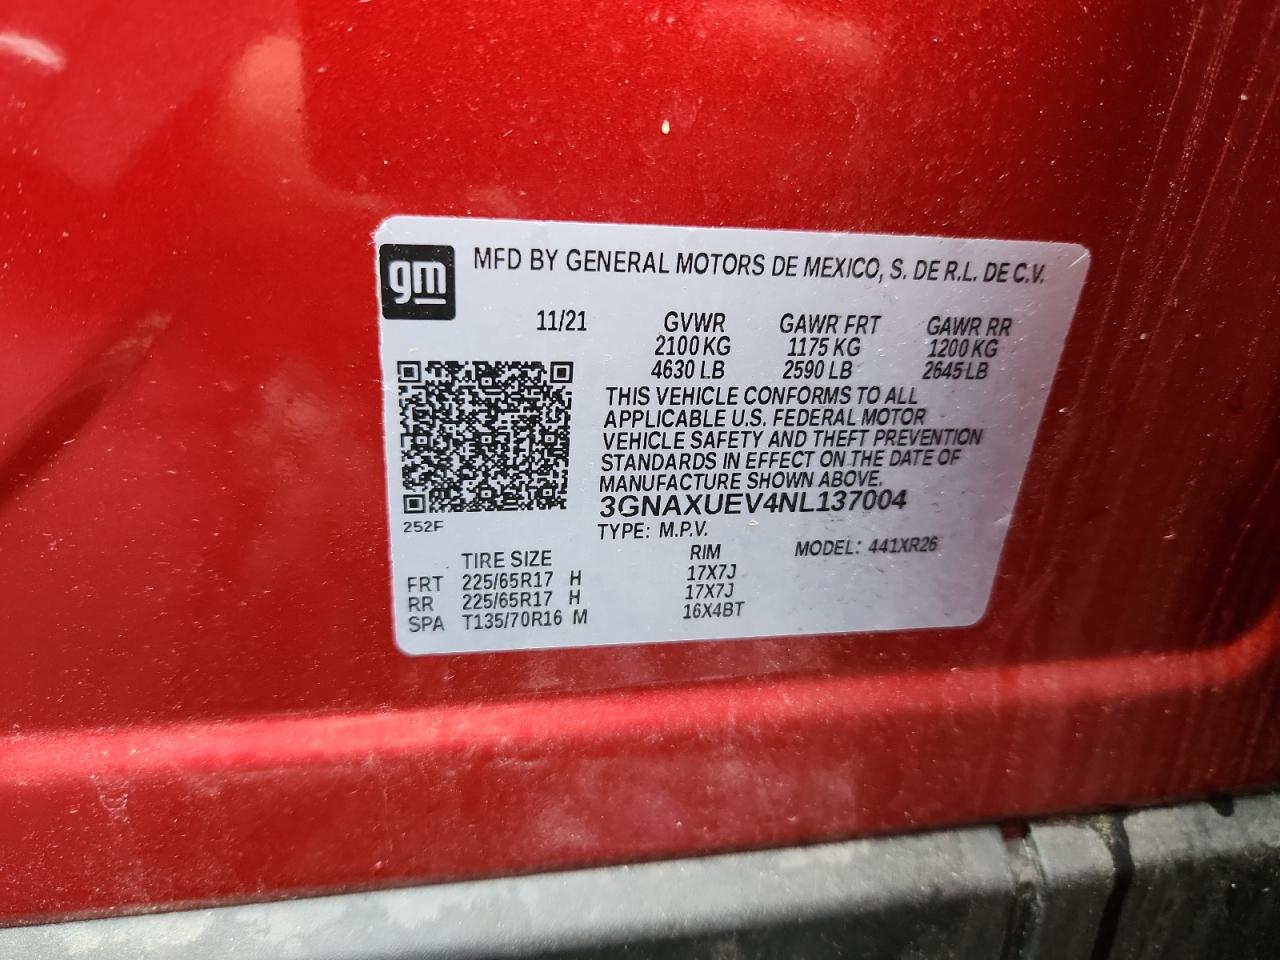 gm
MFD BY GENERAL MOTORS DE MEXICO, S. DE R.L. DE C.V.
11/21 GVWR GAWR FRT GAWR RR
2100 KG 1175 KG 1200 KG
4630 LB 2590 LB 2645 LB
THIS VEHICLE CONFORMS TO ALL
APPLICABLE U.S. FEDERAL MOTOR
VEHICLE SAFETY AND THEFT PREVENTION
STANDARDS IN EFFECT ON THE DATE OF
MANUFACTURE SHOWN ABOVE.
3GNAXUEV4NL137004
252F
TYPE: M.P.V.
TIRE SIZE RIM MODEL: 441XR26
FRT 225/65R17 H 17X7J
RR 225/65R17 H 17X7J
SPA T135/70R16 M 16X4BT